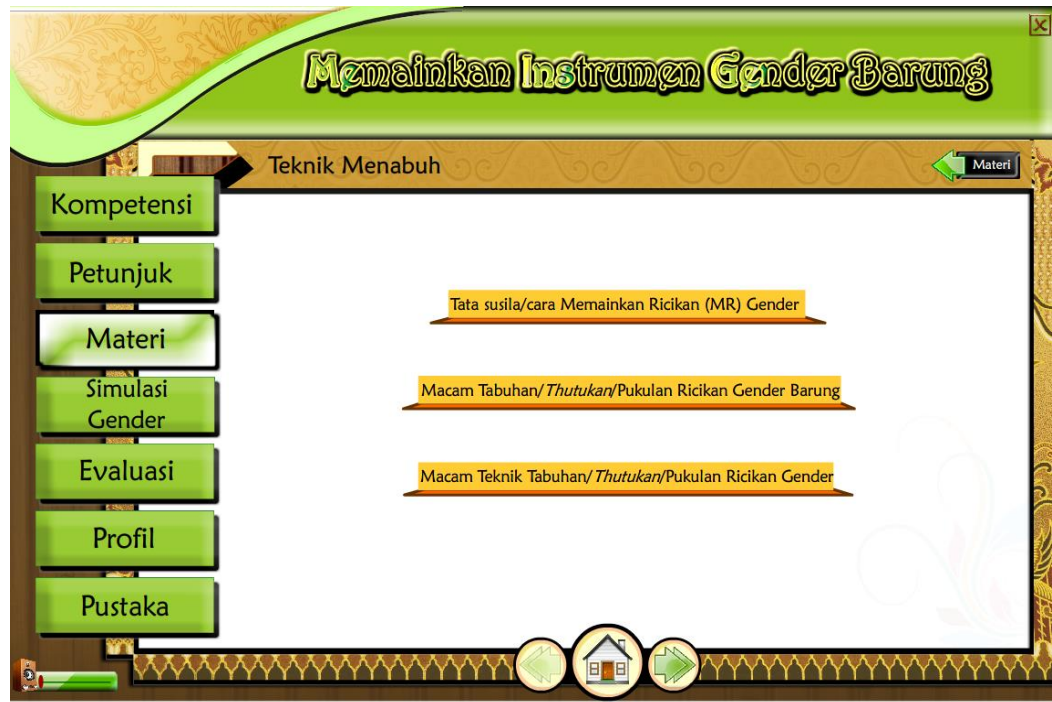 Memainkan Instrumen Gender Barung
Teknik Menabuh
Materi
Kompetensi
Petunjuk
Materi
Simulasi
Gender
Evaluasi
Profil
Pustaka
Tata susila/cara Memainkan Ricikan (MR) Gender
Macam Tabuhan/Thutukan/Pukulan Ricikan Gender Barung
Macam Teknik Tabuhan/Thutukan/Pukulan Ricikan Gender